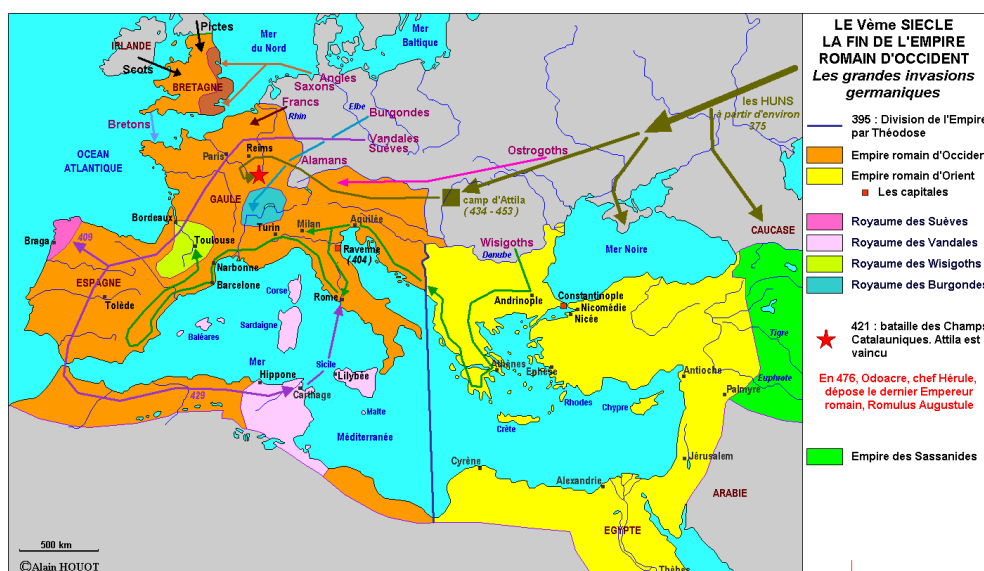 LE Vème SIECLE
LA FIN DE L'EMPIRE
ROMAIN D'OCCIDENT
Les grandes invasions
germaniques
395 : Division de l'Empire
par Théodose
Empire romain d'Occiden
Empire romain d'Orient
Les capitales
Royaume des Suèves
Royaume des Vandales
Royaume des Wisigoths
Royaume des Burgondes
421 : bataille des Champs
Catalauniques. Attila est
vaincu
En 476, Odoacre, chef Hérule,
dépose le dernier Empereur
romain, Romulus Augustule
Empire des Sassanides
Pictes
IRLANDE
Scots
Mer
du Nord
Mer
Baltique
BRETAGNE
Angles
Saxons
Francs
Rhin
Elbe
Burgondes
Bretons
Vandales
Suèves
les HUNS
à partir d'environ
375
OCEAN
ATLANTIQUE
Paris
Reims
Alamans
Ostrogoths
camp d'Attila
( 434 - 453 )
GAULE
Bordeaux
Milan
Aquilée
Turin
CAUCASE
Braga
409
Toulouse
Ravenne
(404)
Wisigoths
Danube
Mer Noire
Narbonne
ESPAGNE
Barcelone
Corse
Rome
Andrinople
Constantinople
Nicomédie
Nicée
Tolède
Baléares
Sardaigne
Tigre
Mer
Sicile
Hippone
Lilybée
Athènes
Ephèse
Antioche
Euphrate
429
Carthage
Palmyre
Malte
Rhodes
Chypre
Crète
Méditerranée
Cyrène
Jérusalem
Alexandrie
ARABIE
EGYPTE
500 km
©Alain HOUOT
Thèbes